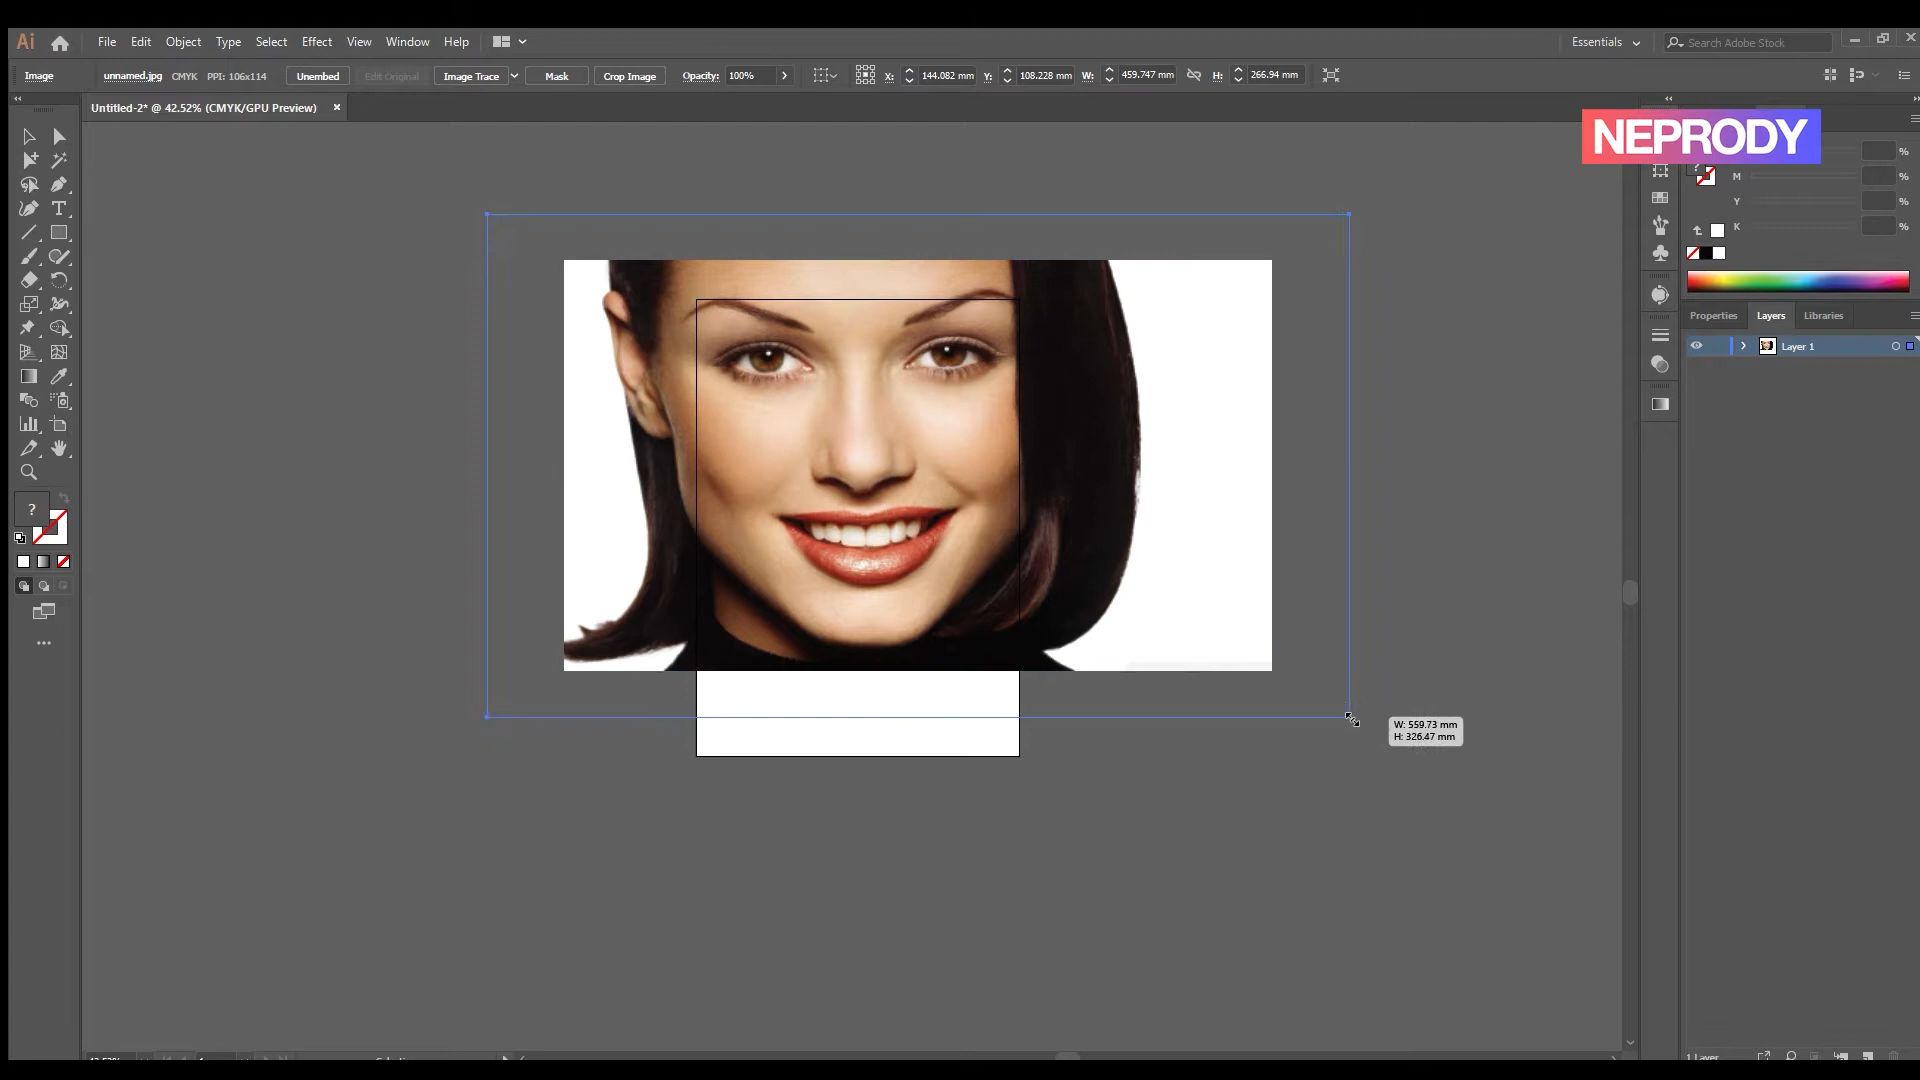 Ai File Edit Object Type Select Effect View Window Help Essentials Search Adobe Stock
Image unnamed.jpg CMYK PPI: 106x114 Unembed Edit Original Image Trace Mask Crop Image Opacity: 100% X: 144.082 mm Y: 108.228 mm W: 459.747 mm H: 266.94 mm
Untitled-2* @ 42.52% (CMYK/GPU Preview) ×
NEPRODY
%
M %
Y %
K %
T
Properties Layers Libraries
Layer 1
?
W: 559.73 mm
H: 326.47 mm
1 Layer